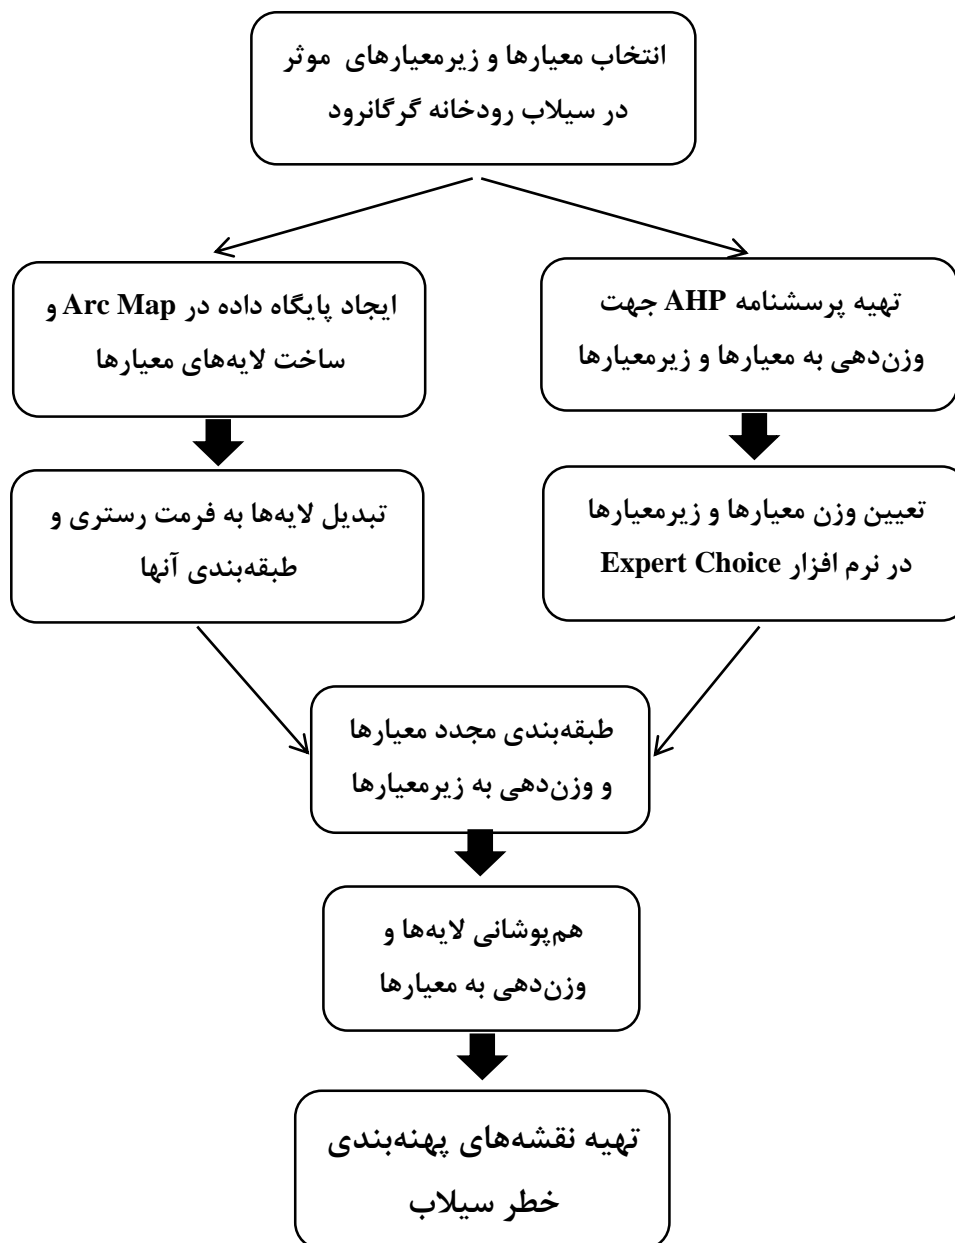 انتخاب معیارها و زیرمعیارهای موثر
در سیلاب رودخانه گرگانرود
تهیه پرسشنامه AHP جهت
وزن‌دهی به معیارها و زیرمعیارها
ایجاد پایگاه داده در Arc Map و
ساخت لایه‌های معیارها
تعیین وزن معیارها و زیرمعیارها
در نرم افزار Expert Choice
تبدیل لایه‌ها به فرمت رستری و
طبقه‌بندی آنها
طبقه‌بندی مجدد معیارها
و وزن‌دهی به زیرمعیارها
هم‌پوشانی لایه‌ها و
وزن‌دهی به معیارها
تهیه نقشه‌های پهنه‌بندی
خطر سیلاب